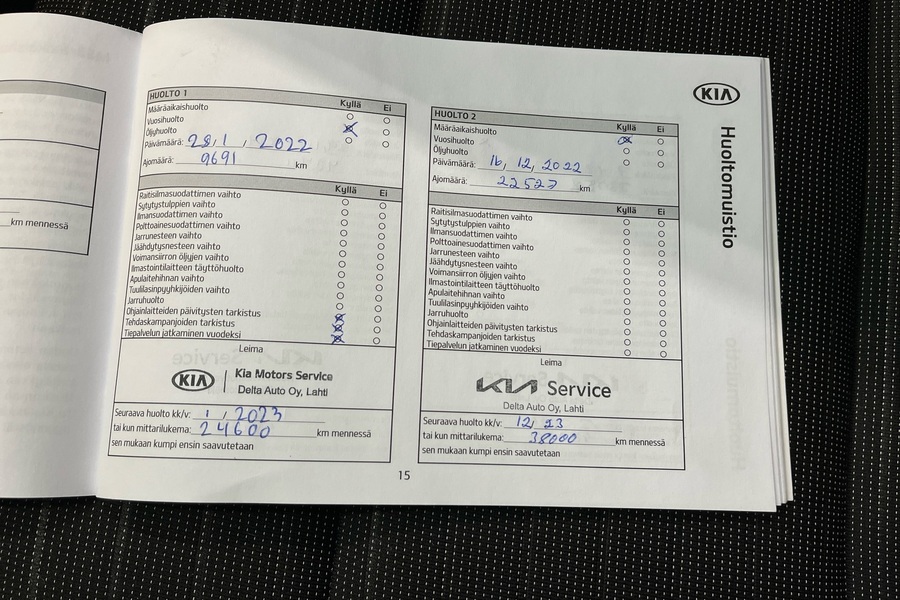 km mennessä
HUOLTO 1
Kyllä Ei
Määräaikaishuolto
Vuosihuolto
Öljyhuolto
Päivämäärä: 28, 1, 2022
Ajomäärä: 9691 km
Kyllä Ei
Raitisilmasuodattimen vaihto
Sytytystulppien vaihto
Ilmansuodattimen vaihto
Polttoainesuodattimen vaihto
Jarrunesteen vaihto
Jäähdytysnesteen vaihto
Voimansiirron öljyjen vaihto
Ilmastointilaitteen täyttöhuolto
Apulaitehihnan vaihto
Tuulilasinpyyhkijöiden vaihto
Jarruhuolto
Ohjainlaitteiden päivitysten tarkistus
Tehdaskampanjoiden tarkistus
Tiepalvelun jatkaminen vuodeksi
Leima
KIA Kia Motors Service
Delta Auto Oy, Lahti
Seuraava huolto kk/v: 1, 2023
tai kun mittarilukema: 24600 km mennessä
sen mukaan kumpi ensin saavutetaan
HUOLTO 2
Kyllä Ei
Määräaikaishuolto
Vuosihuolto
Öljyhuolto
Päivämäärä: 16, 12, 2022
Ajomäärä: 22527 km
Kyllä Ei
Raitisilmasuodattimen vaihto
Sytytystulppien vaihto
Ilmansuodattimen vaihto
Polttoainesuodattimen vaihto
Jarrunesteen vaihto
Jäähdytysnesteen vaihto
Voimansiirron öljyjen vaihto
Ilmastointilaitteen täyttöhuolto
Apulaitehihnan vaihto
Tuulilasinpyyhkijöiden vaihto
Jarruhuolto
Ohjainlaitteiden päivitysten tarkistus
Tehdaskampanjoiden tarkistus
Tiepalvelun jatkaminen vuodeksi
Leima
KIA Service
Delta Auto Oy, Lahti
Seuraava huolto kk/v: 12, 23
tai kun mittarilukema: 38000 km mennessä
sen mukaan kumpi ensin saavutetaan
KIA
Huoltomuistio
15